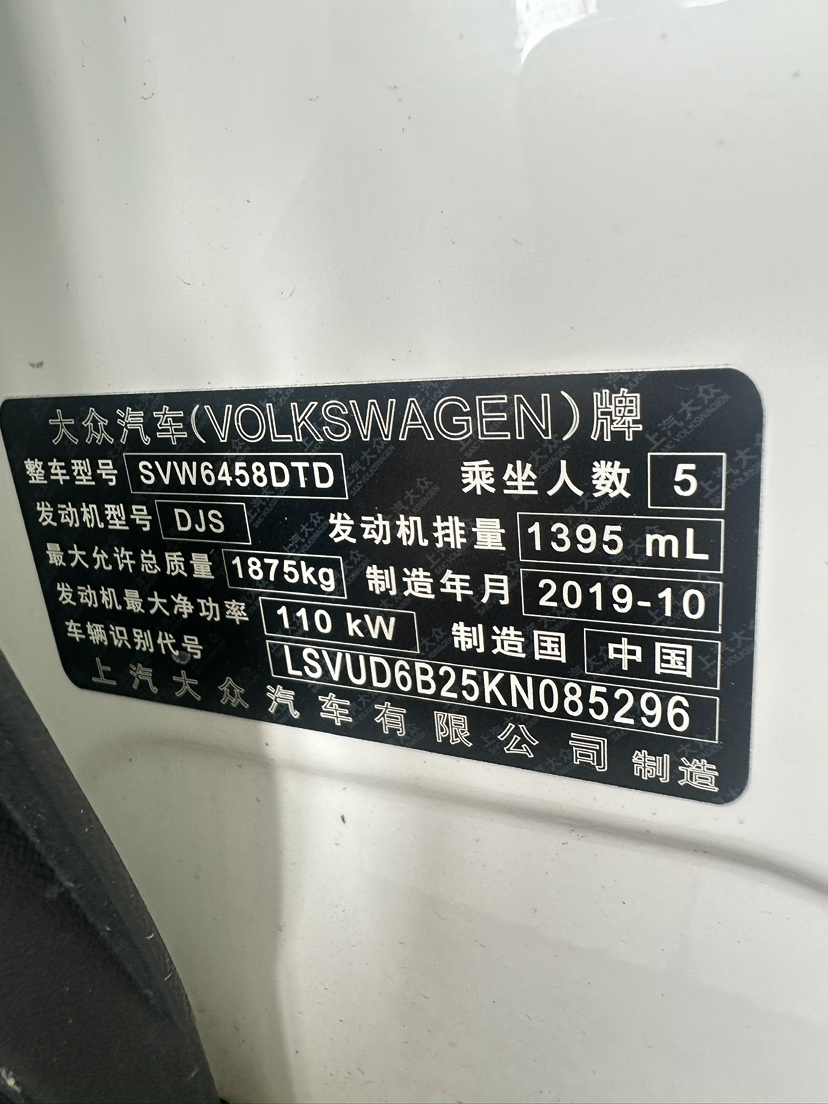 大众汽车(VOLKSWAGEN)牌
整车型号 SVW6458DTD 乘坐人数 5
发动机型号 DJS 发动机排量 1395 mL
最大允许总质量 1875kg 制造年月 2019-10
发动机最大净功率 110 kW 制造国 中国
车辆识别代号 LSVUD6B25KN085296
上汽大众汽车有限公司制造